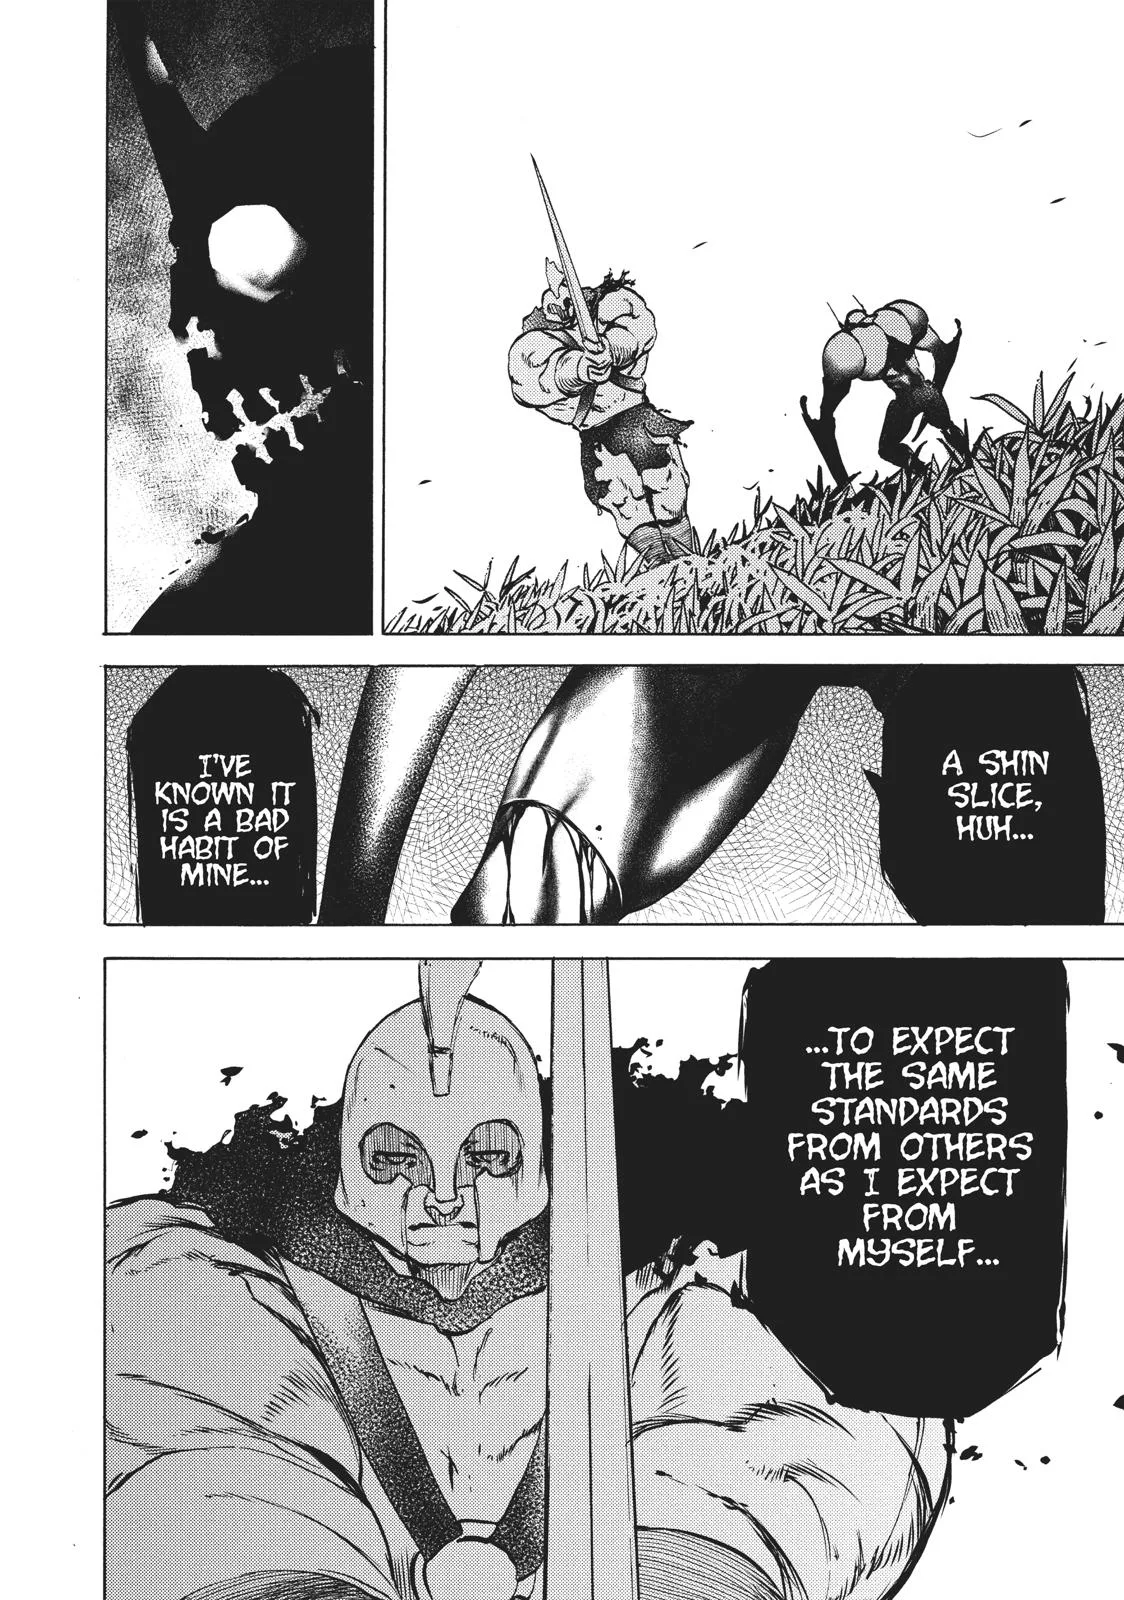 A SHIN
SLICE,
HUH...
I'VE
KNOWN IT
IS A BAD
HABIT OF
MINE...
...TO EXPECT
THE SAME
STANDARDS
FROM OTHERS
AS I EXPECT
FROM
MYSELF...